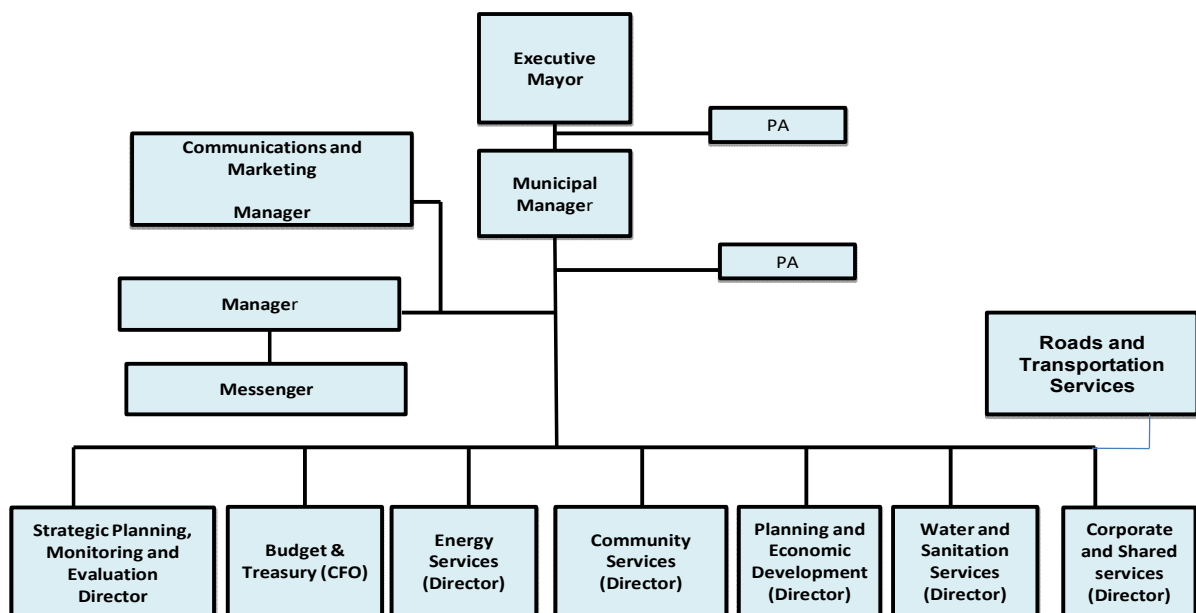 Executive
Mayor
PA
Communications and
Marketing
Manager
Municipal
Manager
PA
Manager
Messenger
Roads and
Transportation
Services
Strategic Planning,
Monitoring and
Evaluation
Director
Budget &
Treasury (CFO)
Energy
Services
(Director)
Community
Services
(Director)
Planning and
Economic
Development
(Director)
Water and
Sanitation
Services
(Director)
Corporate
and Shared
services
(Director)